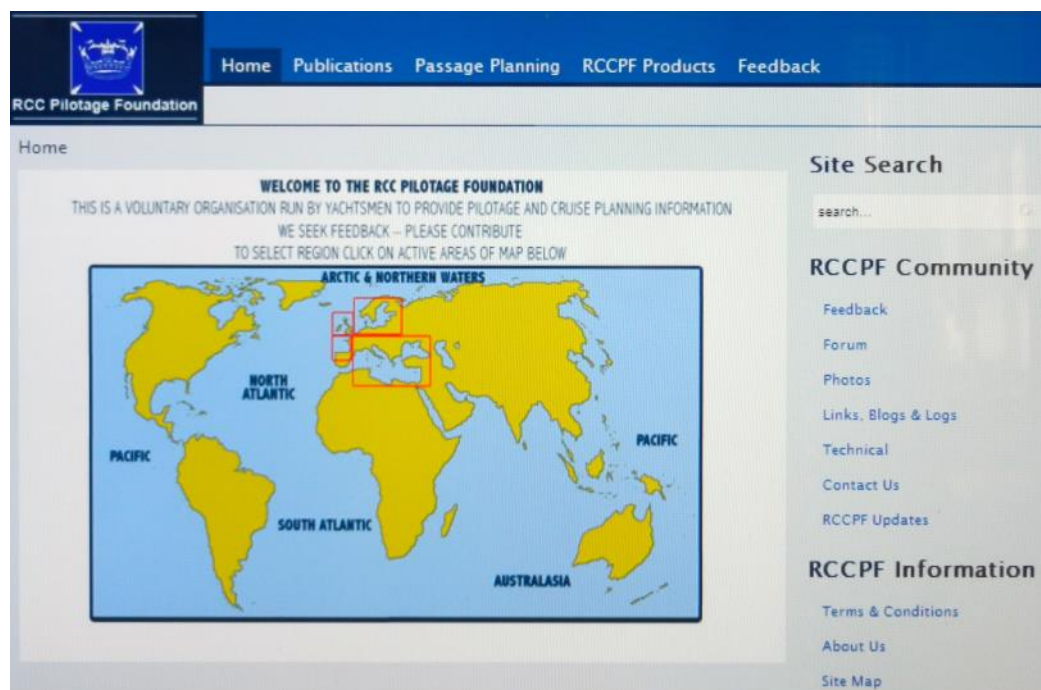 RCC Pilotage Foundation
Home Publications Passage Planning RCCPF Products Feedback
Home
WELCOME TO THE RCC PILOTAGE FOUNDATION
THIS IS A VOLUNTARY ORGANISATION RUN BY YACHTSMEN TO PROVIDE PILOTAGE AND CRUISE PLANNING INFORMATION
WE SEEK FEEDBACK – PLEASE CONTRIBUTE
TO SELECT REGION CLICK ON ACTIVE AREAS OF MAP BELOW
ARCTIC & NORTHERN WATERS
NORTH
ATLANTIC
PACIFIC
PACIFIC
SOUTH ATLANTIC
AUSTRALASIA
Site Search
search...
RCCPF Community
Feedback
Forum
Photos
Links, Blogs & Logs
Technical
Contact Us
RCCPF Updates
RCCPF Information
Terms & Conditions
About Us
Site Map